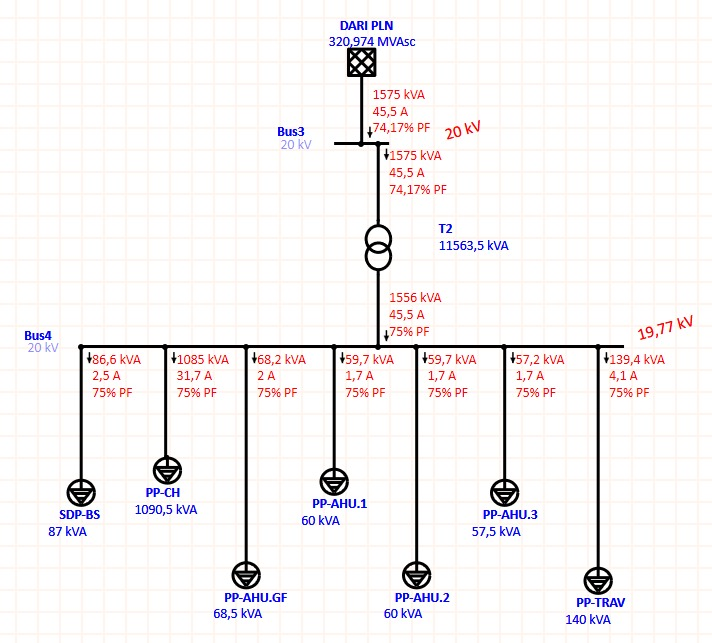 DARI PLN
320,974 MVAsc
1575 kVA
45,5 A
74,17% PF
Bus3
20 kV
20 kV
1575 kVA
45,5 A
74,17% PF
T2
11563,5 kVA
1556 kVA
45,5 A
75% PF
Bus4
20 kV
19,77 kV
86,6 kVA
2,5 A
75% PF
1085 kVA
31,7 A
75% PF
68,2 kVA
2 A
75% PF
59,7 kVA
1,7 A
75% PF
59,7 kVA
1,7 A
75% PF
57,2 kVA
1,7 A
75% PF
139,4 kVA
4,1 A
75% PF
SDP-BS
87 kVA
PP-CH
1090,5 kVA
PP-AHU.GF
68,5 kVA
PP-AHU.1
60 kVA
PP-AHU.2
60 kVA
PP-AHU.3
57,5 kVA
PP-TRAV
140 kVA